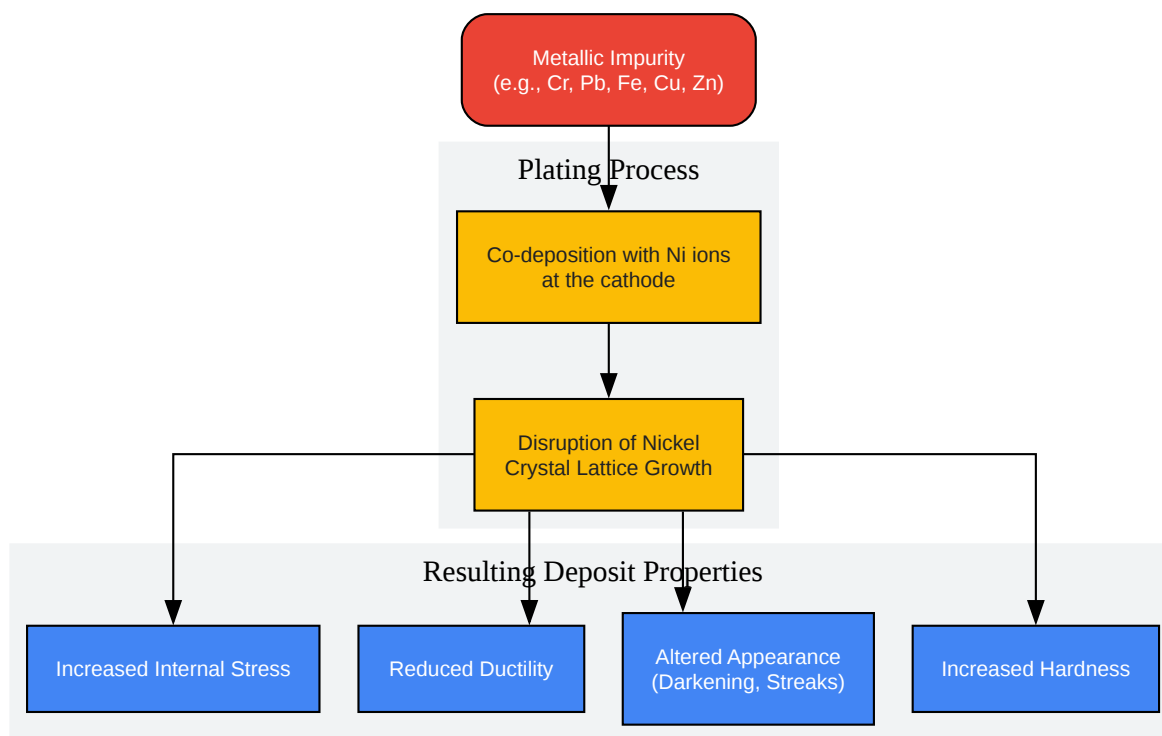 Metallic Impurity
(e.g., Cr, Pb, Fe, Cu, Zn)
Plating Process
Co-deposition with Ni ions
at the cathode
Disruption of Nickel
Crystal Lattice Growth
Resulting Deposit Properties
Increased Internal Stress
Reduced Ductility
Altered Appearance
(Darkening, Streaks)
Increased Hardness